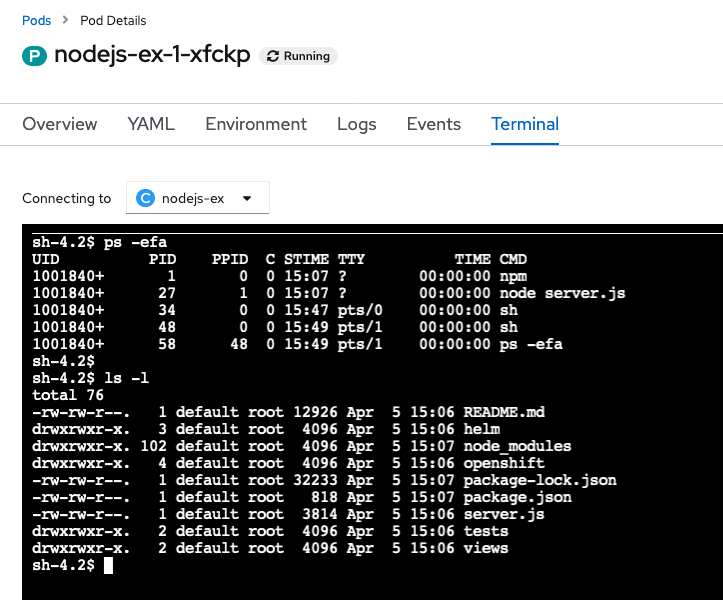 Pods > Pod Details
P nodejs-ex-1-xfckp Running
Overview YAML Environment Logs Events Terminal
Connecting to C nodejs-ex
sh-4.2$ ps -efa
UID          PID    PPID  C STIME TTY          TIME CMD
1001840+       1       0  0 15:07 ?        00:00:00 npm
1001840+      27       1  0 15:07 ?        00:00:00 node server.js
1001840+      34       0  0 15:47 pts/0    00:00:00 sh
1001840+      48       0  0 15:49 pts/1    00:00:00 sh
1001840+      58      48  0 15:49 pts/1    00:00:00 ps -efa
sh-4.2$
sh-4.2$ ls -l
total 76
-rw-rw-r--.   1 default root 12926 Apr  5 15:06 README.md
drwxrwxr-x.   3 default root  4096 Apr  5 15:06 helm
drwxrwxr-x. 102 default root  4096 Apr  5 15:07 node_modules
drwxrwxr-x.   4 default root  4096 Apr  5 15:06 openshift
-rw-rw-r--.   1 default root 32233 Apr  5 15:07 package-lock.json
-rw-rw-r--.   1 default root   818 Apr  5 15:07 package.json
-rw-rw-r--.   1 default root  3814 Apr  5 15:06 server.js
drwxrwxr-x.   2 default root  4096 Apr  5 15:06 tests
drwxrwxr-x.   2 default root  4096 Apr  5 15:06 views
sh-4.2$